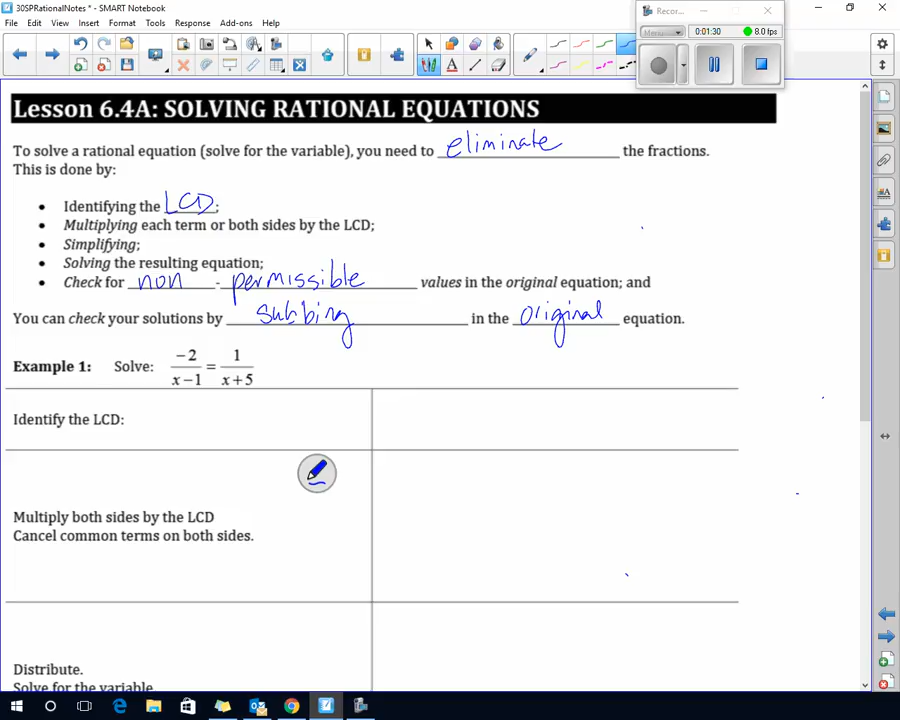 30SPRationalNotes * - SMART Notebook
File Edit View Insert Format Tools Response Add-ons Help
Recor...
Menu 00:01:30 8.0 fps
Lesson 6.4A: SOLVING RATIONAL EQUATIONS
To solve a rational equation (solve for the variable), you need to eliminate the fractions.
This is done by:
• Identifying the LCD;
• Multiplying each term or both sides by the LCD;
• Simplifying;
• Solving the resulting equation;
• Check for non - permissible values in the original equation; and
You can check your solutions by subbing in the original equation.
Example 1: Solve: -2/(x-1) = 1/(x+5)
Identify the LCD:
Multiply both sides by the LCD
Cancel common terms on both sides.
Distribute.
Solve for the variable